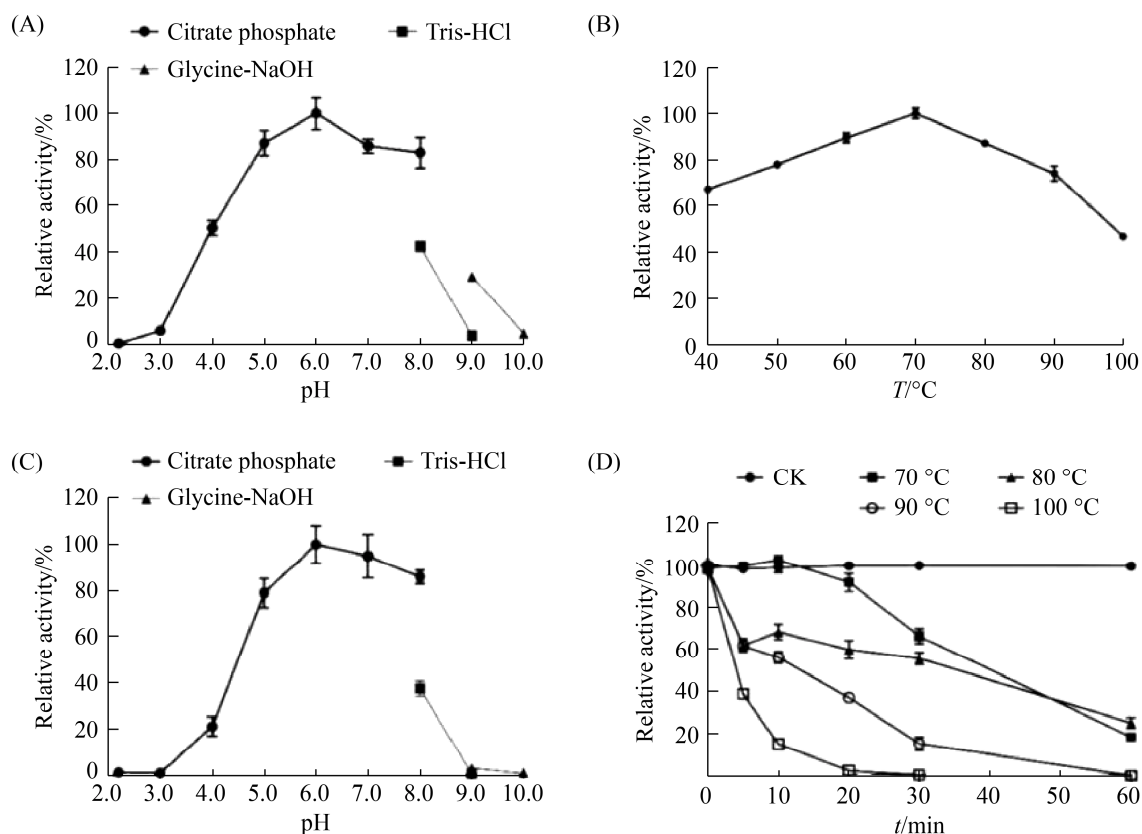 (A)
Citrate phosphate
Tris-HCl
Glycine-NaOH
Relative activity/%
120
100
80
60
40
20
0
2.0 3.0 4.0 5.0 6.0 7.0 8.0 9.0 10.0
pH
(B)
Relative activity/%
120
100
80
60
40
20
0
40 50 60 70 80 90 100
T/°C
(C)
Citrate phosphate
Tris-HCl
Glycine-NaOH
Relative activity/%
120
100
80
60
40
20
0
2.0 3.0 4.0 5.0 6.0 7.0 8.0 9.0 10.0
pH
(D)
CK 70 °C 80 °C
90 °C 100 °C
Relative activity/%
120
100
80
60
40
20
0 10 20 30 40 50 60
t/min